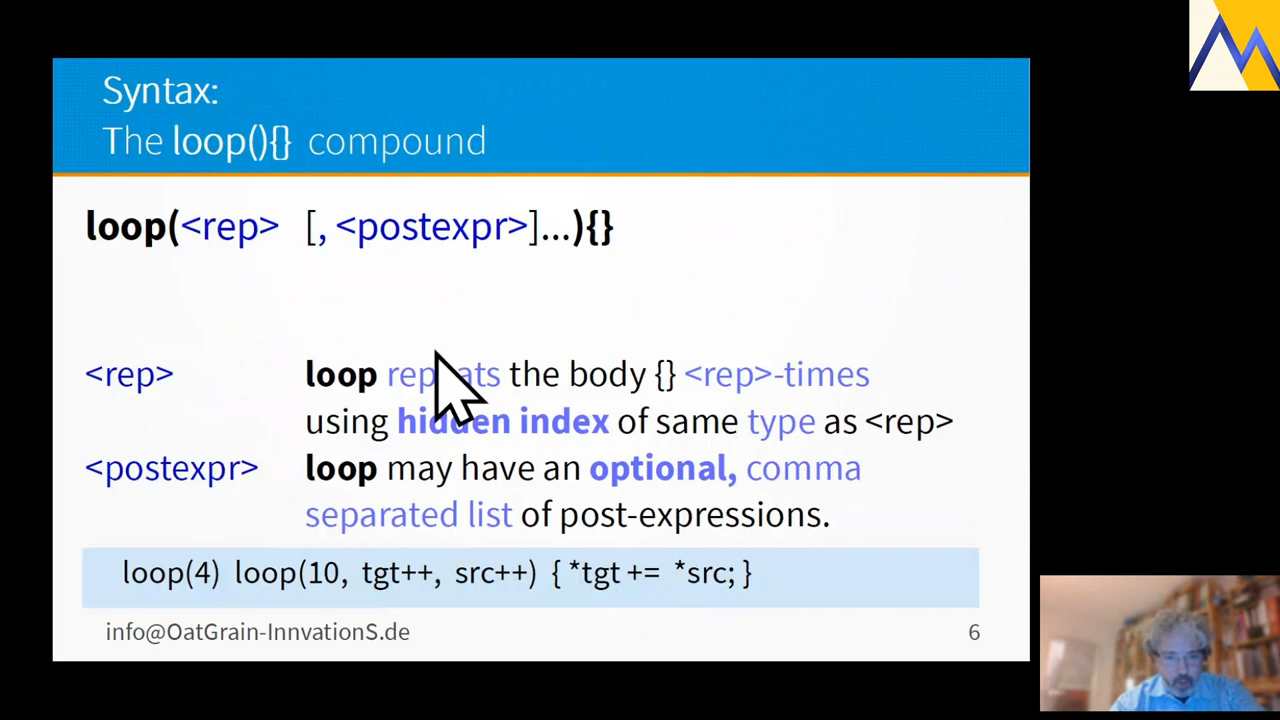 Syntax:
The loop(){} compound
loop(<rep> [, <postexpr>]...){}
<rep> loop repeats the body {} <rep>-times
using hidden index of same type as <rep>
<postexpr> loop may have an optional, comma
separated list of post-expressions.
loop(4) loop(10, tgt++, src++) { *tgt += *src; }
info@OatGrain-InnvationS.de 6